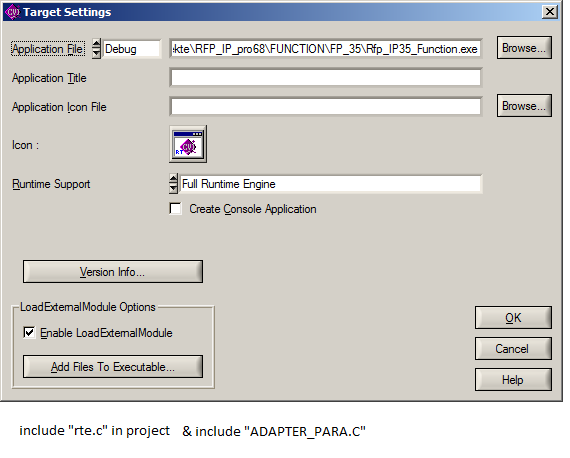 Target Settings
Application File Debug :kte\RFP_IP_pro68\FUNCTION\FP_35\Rfp_IP35_Function.exe Browse...
Application Title
Application Icon File Browse...
Icon :
Runtime Support Full Runtime Engine
Create Console Application
Version Info...
LoadExternalModule Options
Enable LoadExternalModule
Add Files To Executable...
OK
Cancel
Help
include "rte.c" in project & include "ADAPTER_PARA.C"